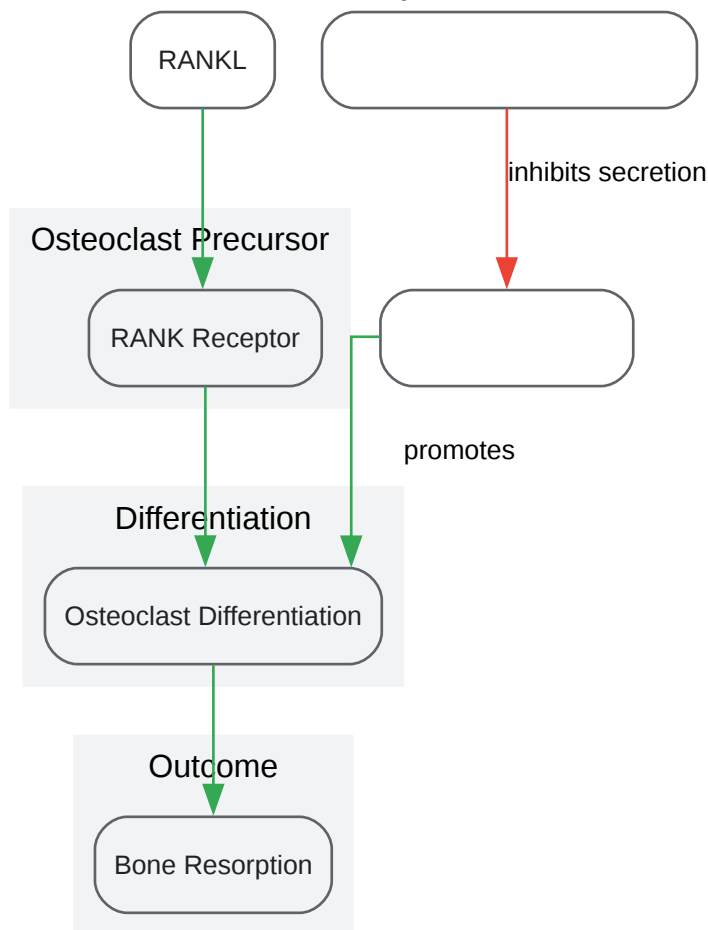 RANKL
inhibits secretion
Osteoclast Precursor
RANK Receptor
promotes
Differentiation
Osteoclast Differentiation
Outcome
Bone Resorption